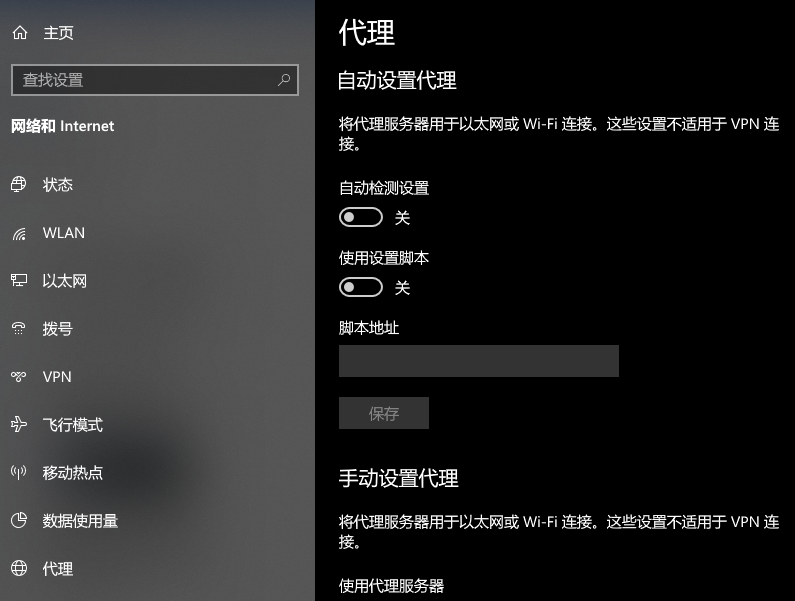 主页
查找设置
网络和 Internet
状态
WLAN
以太网
拨号
VPN
飞行模式
移动热点
数据使用量
代理
代理
自动设置代理
将代理服务器用于以太网或 Wi-Fi 连接。这些设置不适用于 VPN 连
接。
自动检测设置
关
使用设置脚本
关
脚本地址
保存
手动设置代理
将代理服务器用于以太网或 Wi-Fi 连接。这些设置不适用于 VPN 连
接。
使用代理服务器